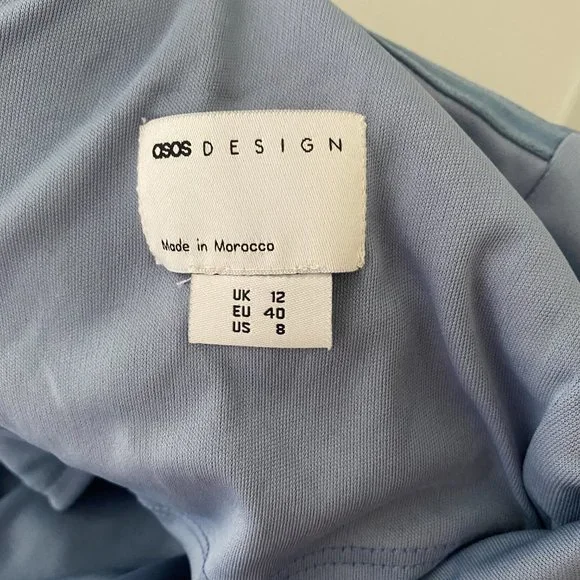 asos DESIGN
Made in Morocco
UK 12
EU 40
US 8